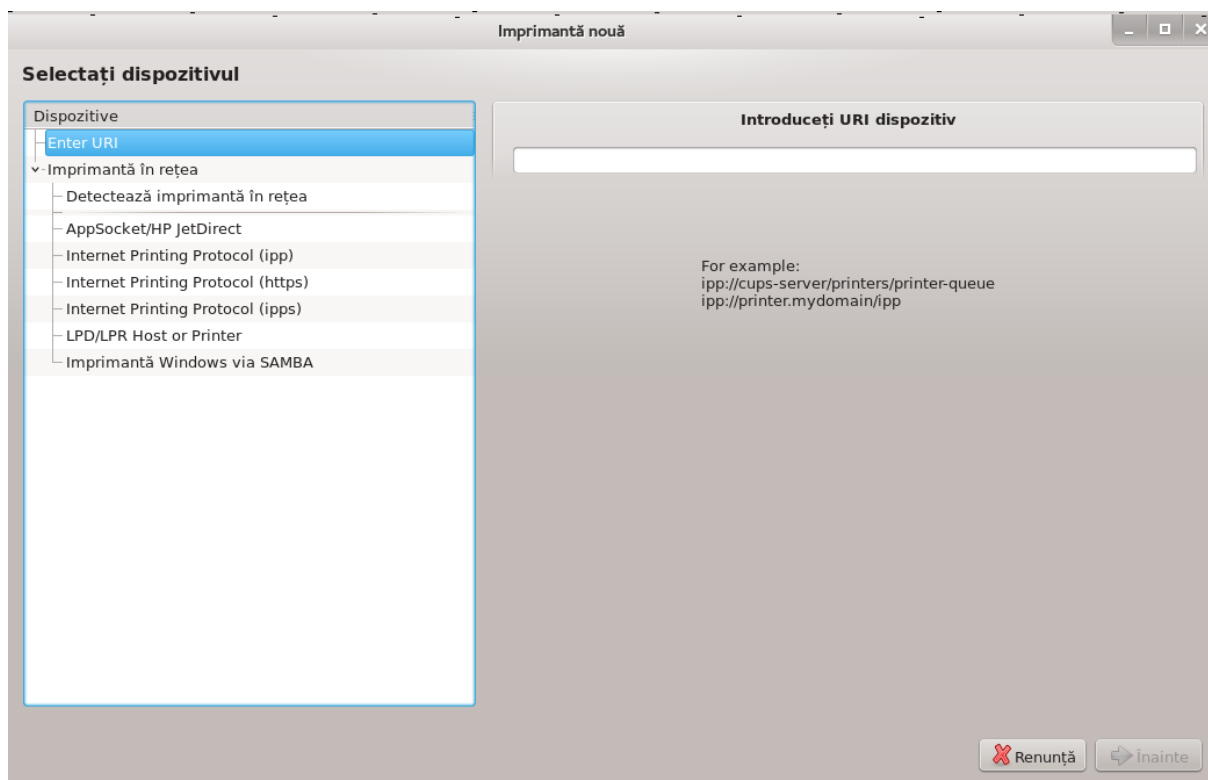 Imprimantă nouă
Selectați dispozitivul
Dispozitive
Enter URI
Imprimantă în rețea
Detectează imprimantă în rețea
AppSocket/HP JetDirect
Internet Printing Protocol (ipp)
Internet Printing Protocol (https)
Internet Printing Protocol (ipps)
LPD/LPR Host or Printer
Imprimantă Windows via SAMBA
Introduceți URI dispozitiv
For example:
ipp://cups-server/printers/printer-queue
ipp://printer.mydomain/ipp
Renunță
Înainte